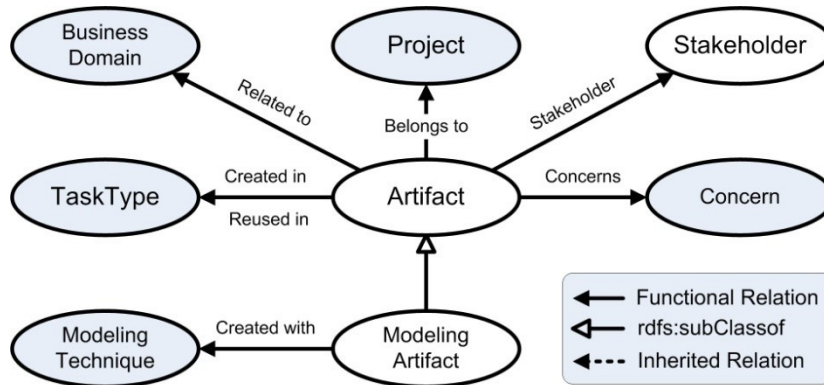 Business
Domain
Project
Stakeholder
Related to
Belongs to
Stakeholder
TaskType
Created in
Reused in
Artifact
Concerns
Concern
Modeling
Technique
Created with
Modeling
Artifact
Functional Relation
rdfs:subClassof
Inherited Relation